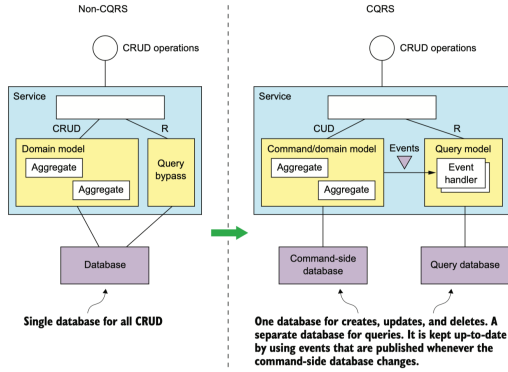 Non-CQRS
CRUD operations
Service
CRUD
R
Domain model
Aggregate
Aggregate
Query
bypass
Database
Single database for all CRUD
CQRS
CRUD operations
Service
CUD
R
Command/domain model
Aggregate
Aggregate
Events
Query model
Event
handler
Command-side
database
Query database
One database for creates, updates, and deletes. A
separate database for queries. It is kept up-to-date
by using events that are published whenever the
command-side database changes.